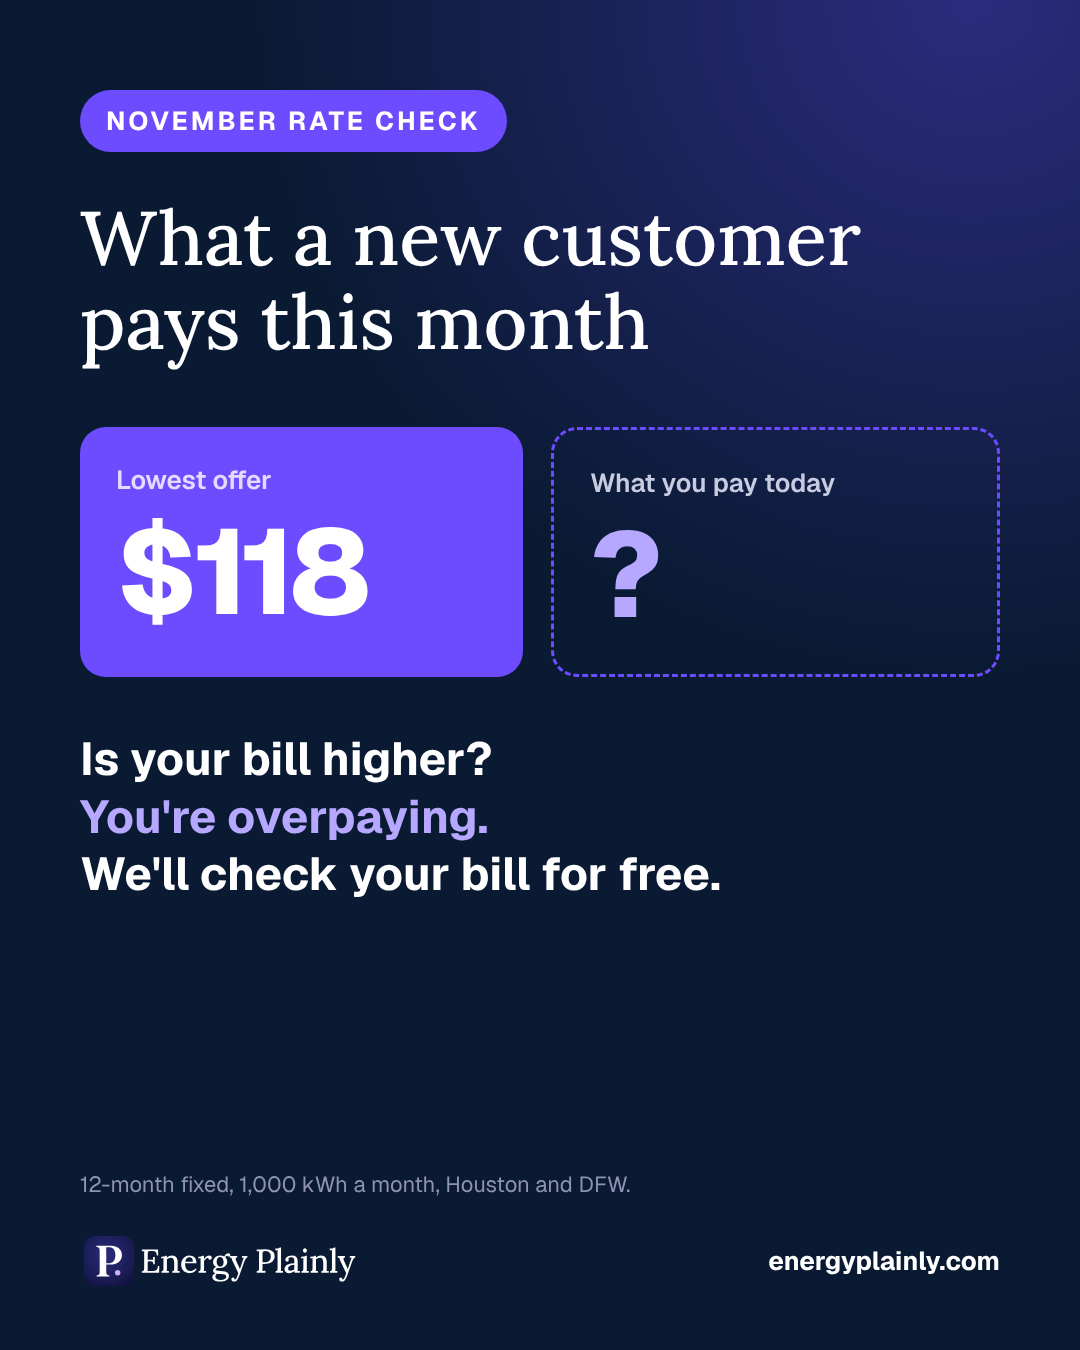 NOVEMBER RATE CHECK
What a new customer
pays this month
Lowest offer
$118
What you pay today
?
Is your bill higher?
You're overpaying.
We'll check your bill for free.
12-month fixed, 1,000 kWh a month, Houston and DFW.
P. Energy Plainly
energyplainly.com